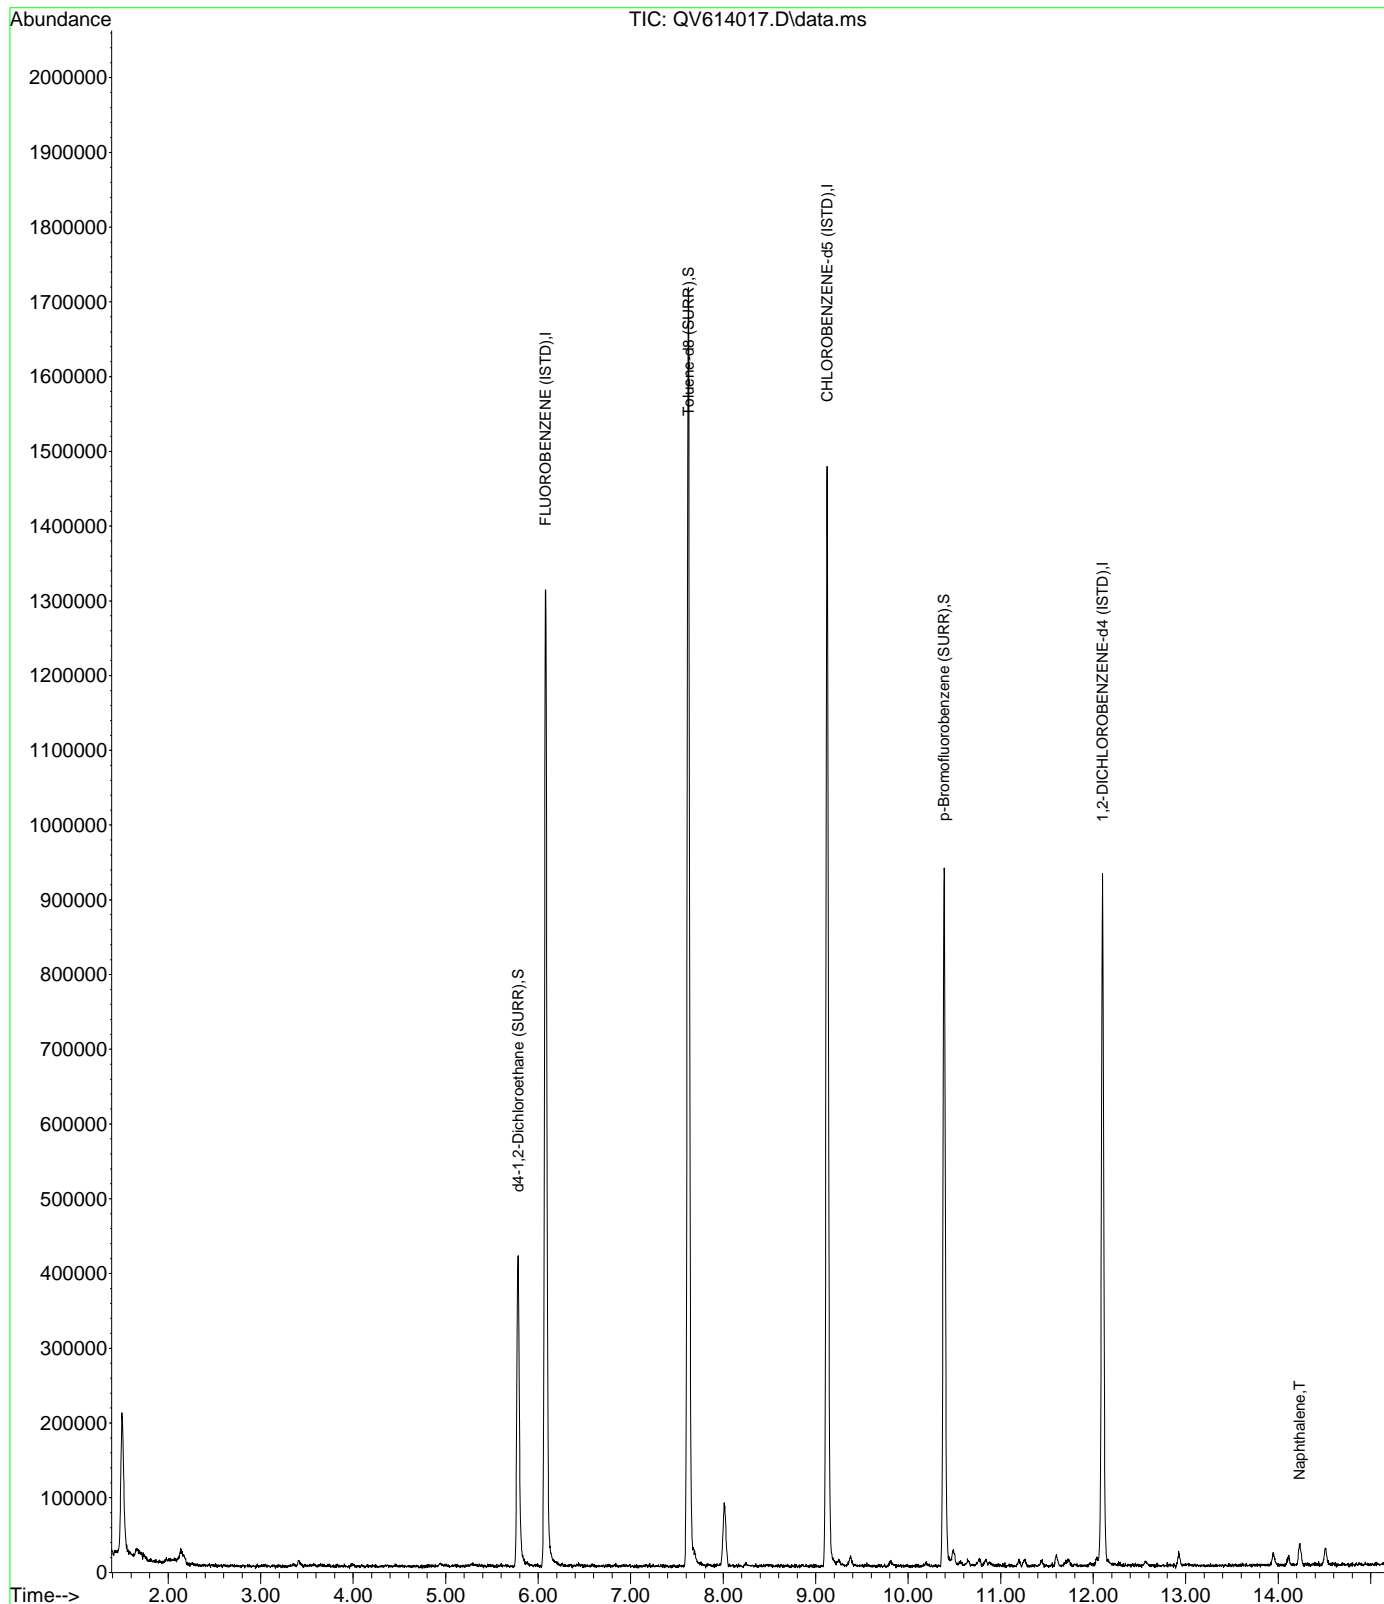 Abundance
TIC: QV614017.D\data.ms
2000000
1900000
1800000
1700000
1600000
1500000
1400000
1300000
1200000
1100000
1000000
900000
800000
700000
600000
500000
400000
300000
200000
100000
0
d4-1,2-Dichloroethane (SURR),S
FLUOROBENZENE (ISTD),I
Toluene-d8 (SURR),S
CHLOROBENZENE-d5 (ISTD),I
p-Bromofluorobenzene (SURR),S
1,2-DICHLOROBENZENE-d4 (ISTD),I
Naphthalene,T
Time--> 2.00 3.00 4.00 5.00 6.00 7.00 8.00 9.00 10.00 11.00 12.00 13.00 14.00